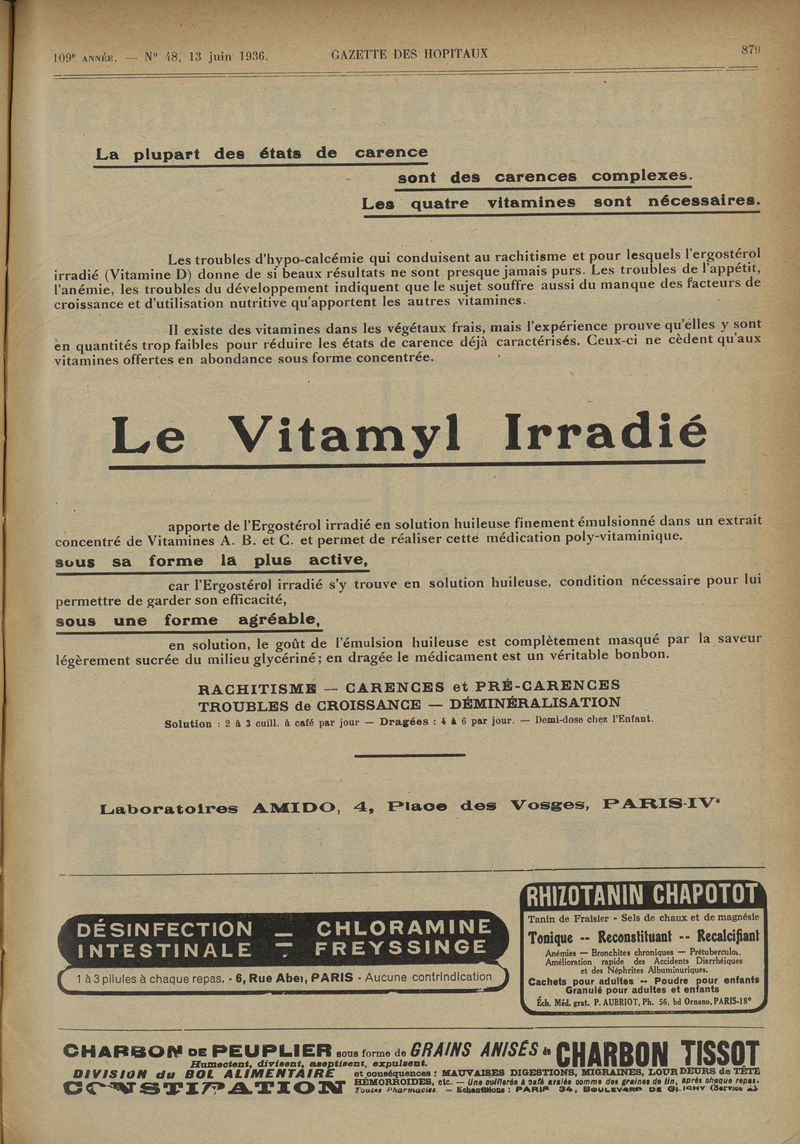 109e ANNÉE. — N° 48, 13 juin 1936. GAZETTE DES HOPITAUX 879
La plupart des états de carence
sont des carences complexes.
Les quatre vitamines sont nécessaires.
Les troubles d'hypo-calcémie qui conduisent au rachitisme et pour lesquels l'ergostérol
irradié (Vitamine D) donne de si beaux résultats ne sont presque jamais purs. Les troubles de l'appétit,
l'anémie, les troubles du développement indiquent que le sujet souffre aussi du manque des facteurs de
croissance et d'utilisation nutritive qu'apportent les autres vitamines.
Il existe des vitamines dans les végétaux frais, mais l'expérience prouve qu'elles y sont
en quantités trop faibles pour réduire les états de carence déjà caractérisés. Ceux-ci ne cèdent qu'aux
vitamines offertes en abondance sous forme concentrée.
Le Vitamyl Irradié
apporte de l'Ergostérol irradié en solution huileuse finement émulsionné dans un extrait
concentré de Vitamines A. B. et C. et permet de réaliser cette médication poly-vitaminique.
sous sa forme la plus active,
car l'Ergostérol irradié s'y trouve en solution huileuse, condition nécessaire pour lui
permettre de garder son efficacité,
sous une forme agréable,
en solution, le goût de l'émulsion huileuse est complètement masqué par la saveur
légèrement sucrée du milieu glycériné; en dragée le médicament est un véritable bonbon.
RACHITISME — CARENCES et PRÉ-CARENCES
TROUBLES de CROISSANCE — DÉMINÉRALISATION
Solution : 2 à 3 cuill. à café par jour — Dragées : 4 à 6 par jour. — Demi-dose chez l'Enfant.
Laboratoires AMIDO, 4, Place des Vosges, PARIS-IVe
DÉSINFECTION — CHLORAMINE
INTESTINALE — FREYSSINGE
1 à 3 pilules à chaque repas. - 6, Rue Abel, PARIS - Aucune contrindication
RHIZOTANIN CHAPOTOT
Tanin de Fraisier - Sels de chaux et de magnésie
Tonique -- Reconstituant -- Recalcifiant
Anémies — Bronchites chroniques — Prétuberculos.
Amélioration rapide des Accidents Diarrhéiques
et des Néphrites Albuminuriques.
Cachets pour adultes — Poudre pour enfants
Granulé pour adultes et enfants
Éch. Méd. grat. P. AUBRIOT, Ph. 56, bd Ornano, PARIS-18e
CHARBON DE PEUPLIER sous forme de GRAINS ANISÉS de CHARBON TISSOT
Humectent, divisent, aseptisent, expulsent.
DIVISION du BOL ALIMENTAIRE et conséquences : MAUVAISES DIGESTIONS, MIGRAINES, LOURDEURS de TÊTE
CONSTIPATION HÉMORROIDES, etc. — Une cuillerée à café avalée comme des graines de lin, après chaque repas.
Toutes Pharmacies. — Echantillons : PARIS 34, BOULEVARD DE CLICHY